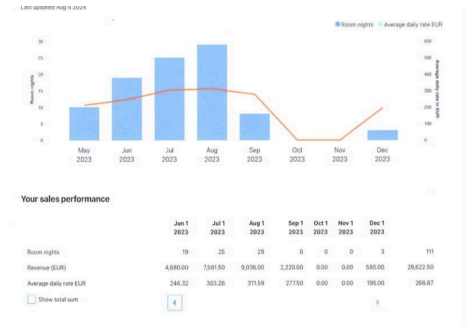 Last updated Aug 8 2024
Room nights Average daily rate EUR
30 600
25 500
20 400
15 300
10 200
5 100
0 0
Room nights
Average daily rate in EUR
May Jun Jul Aug Sep Oct Nov Dec
2023 2023 2023 2023 2023 2023 2023 2023
Your sales performance
Jun 1 Jul 1 Aug 1 Sep 1 Oct 1 Nov 1 Dec 1
2023 2023 2023 2023 2023 2023 2023
Room nights 19 25 29 8 0 0 3 111
Revenue (EUR) 4,680.00 7,581.50 9,036.00 2,220.00 0.00 0.00 585.00 29,622.50
Average daily rate EUR 246.32 303.26 311.59 277.50 0.00 0.00 195.00 266.87
Show total sum